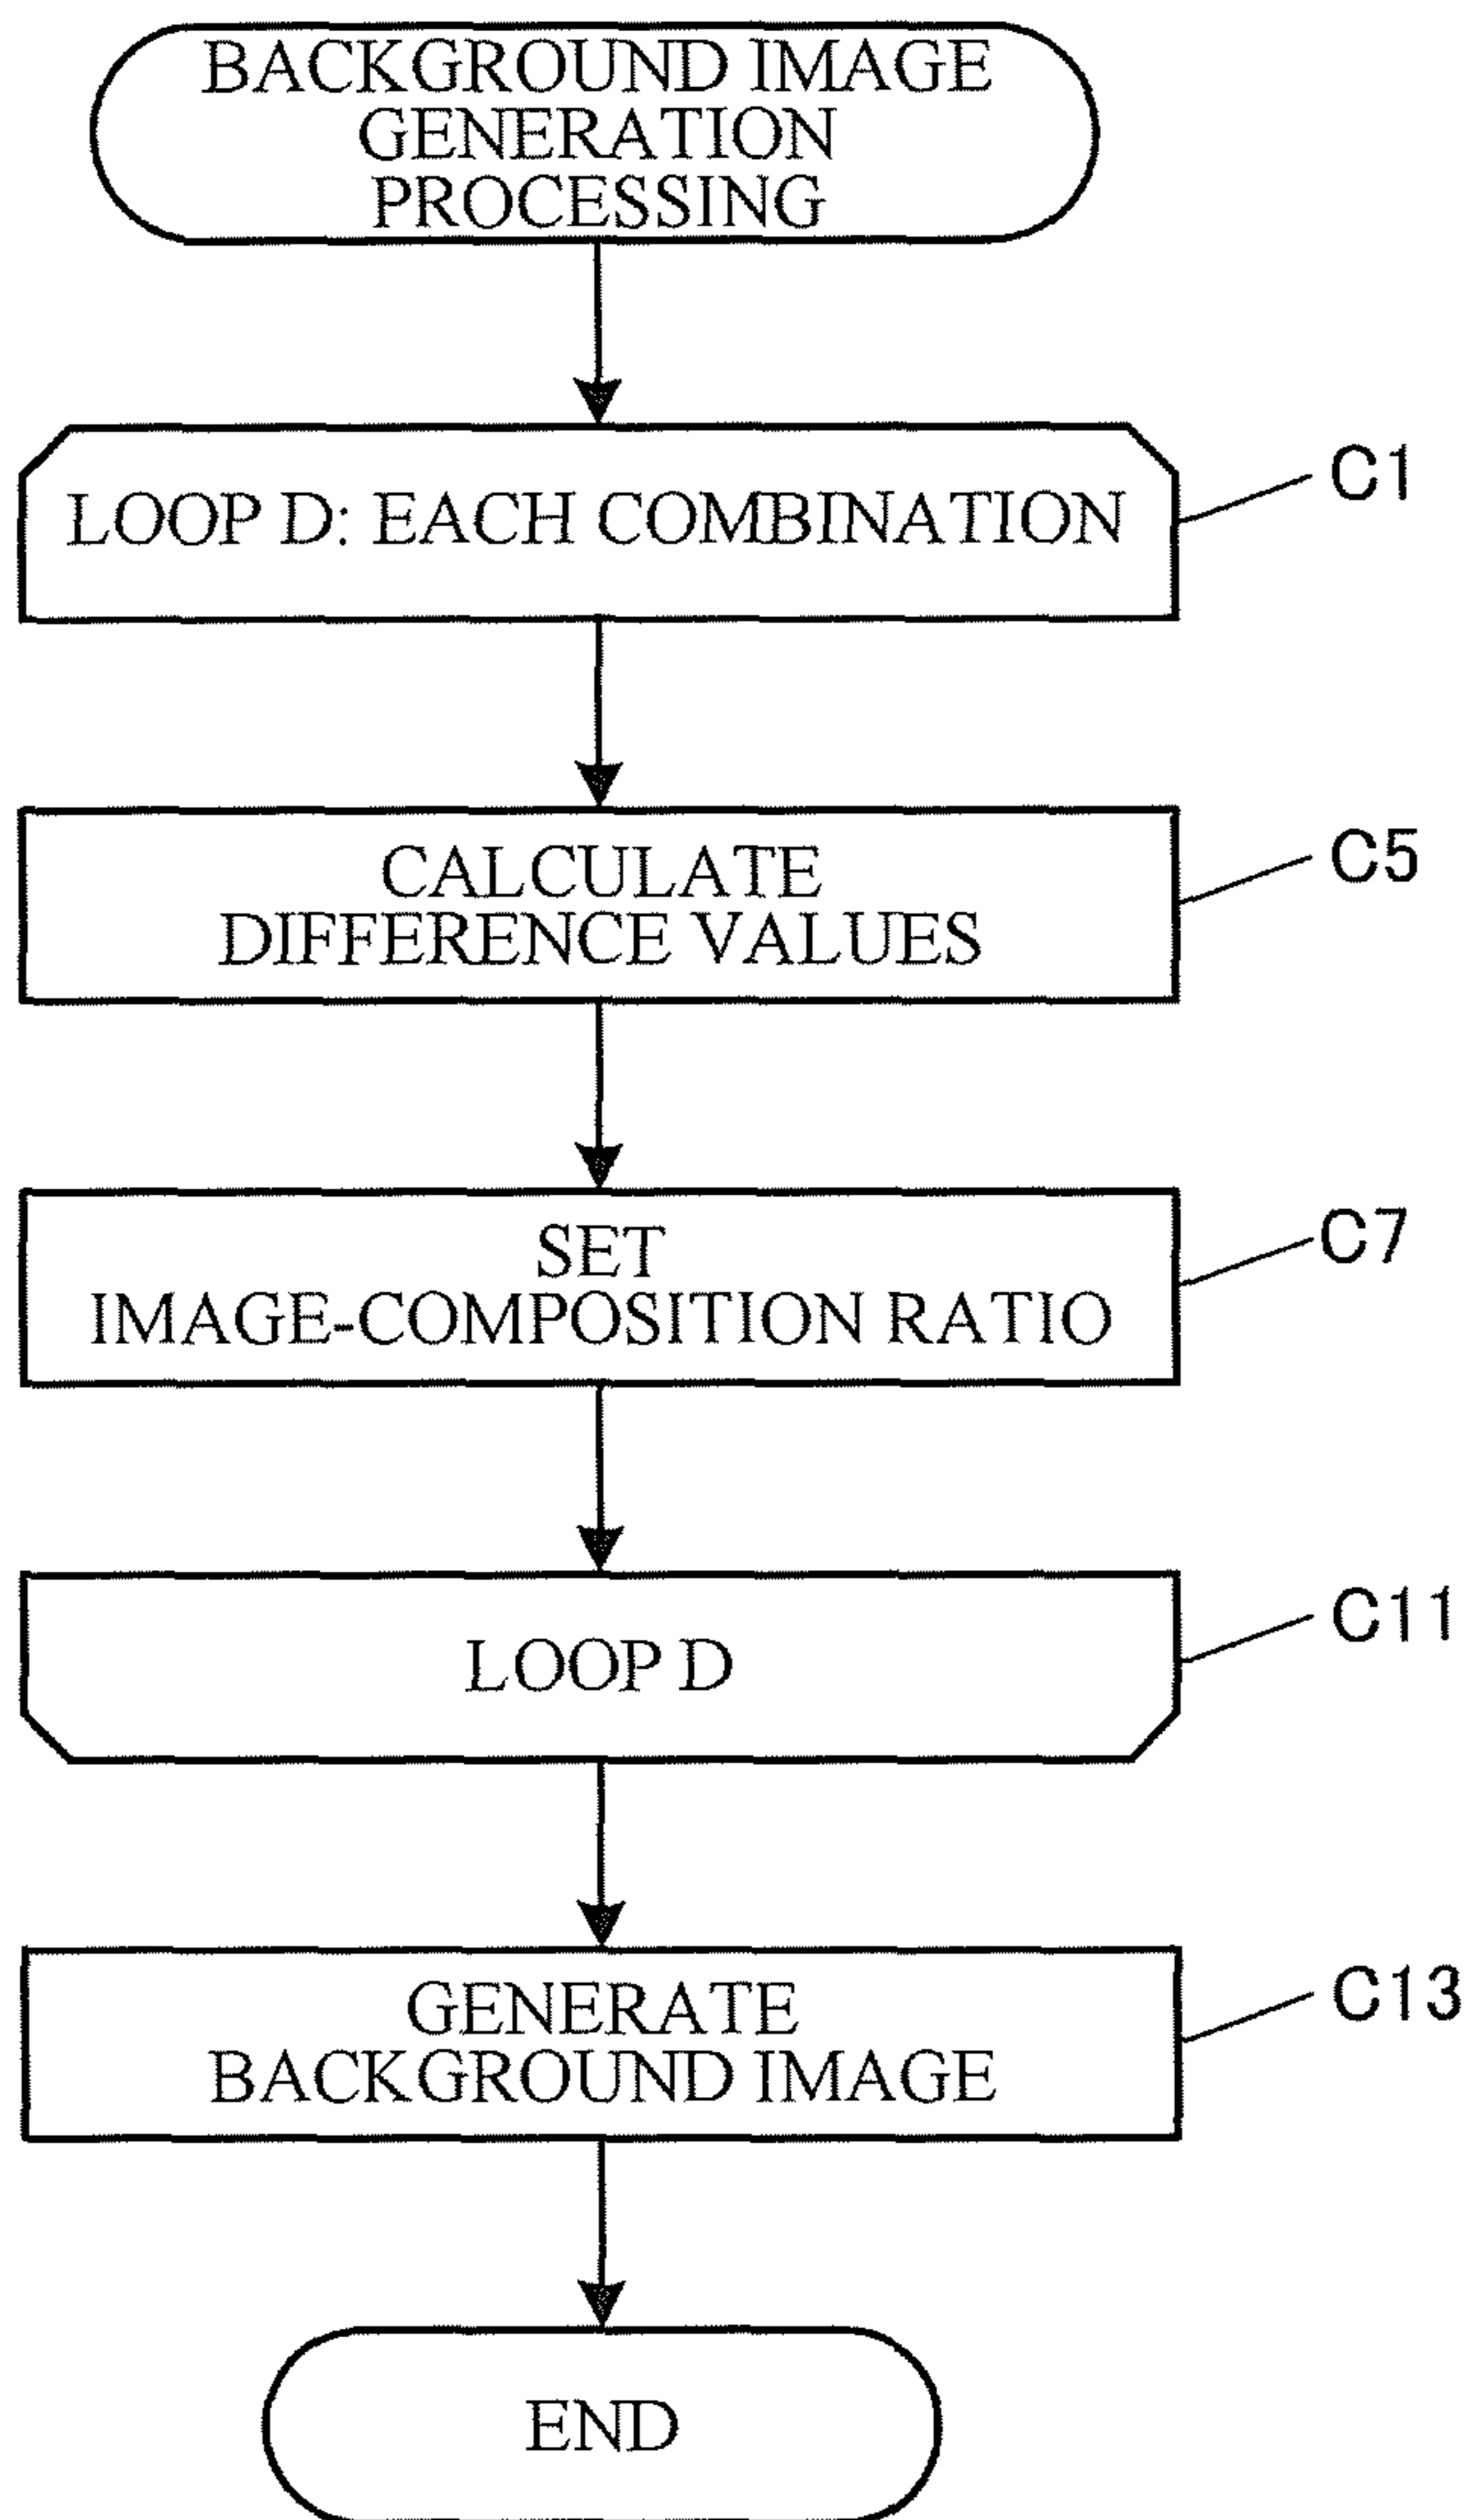 BACKGROUND IMAGE
GENERATION
PROCESSING
LOOP D: EACH COMBINATION
C1
CALCULATE
DIFFERENCE VALUES
C5
SET
IMAGE-COMPOSITION RATIO
C7
LOOP D
C11
GENERATE
BACKGROUND IMAGE
C13
END